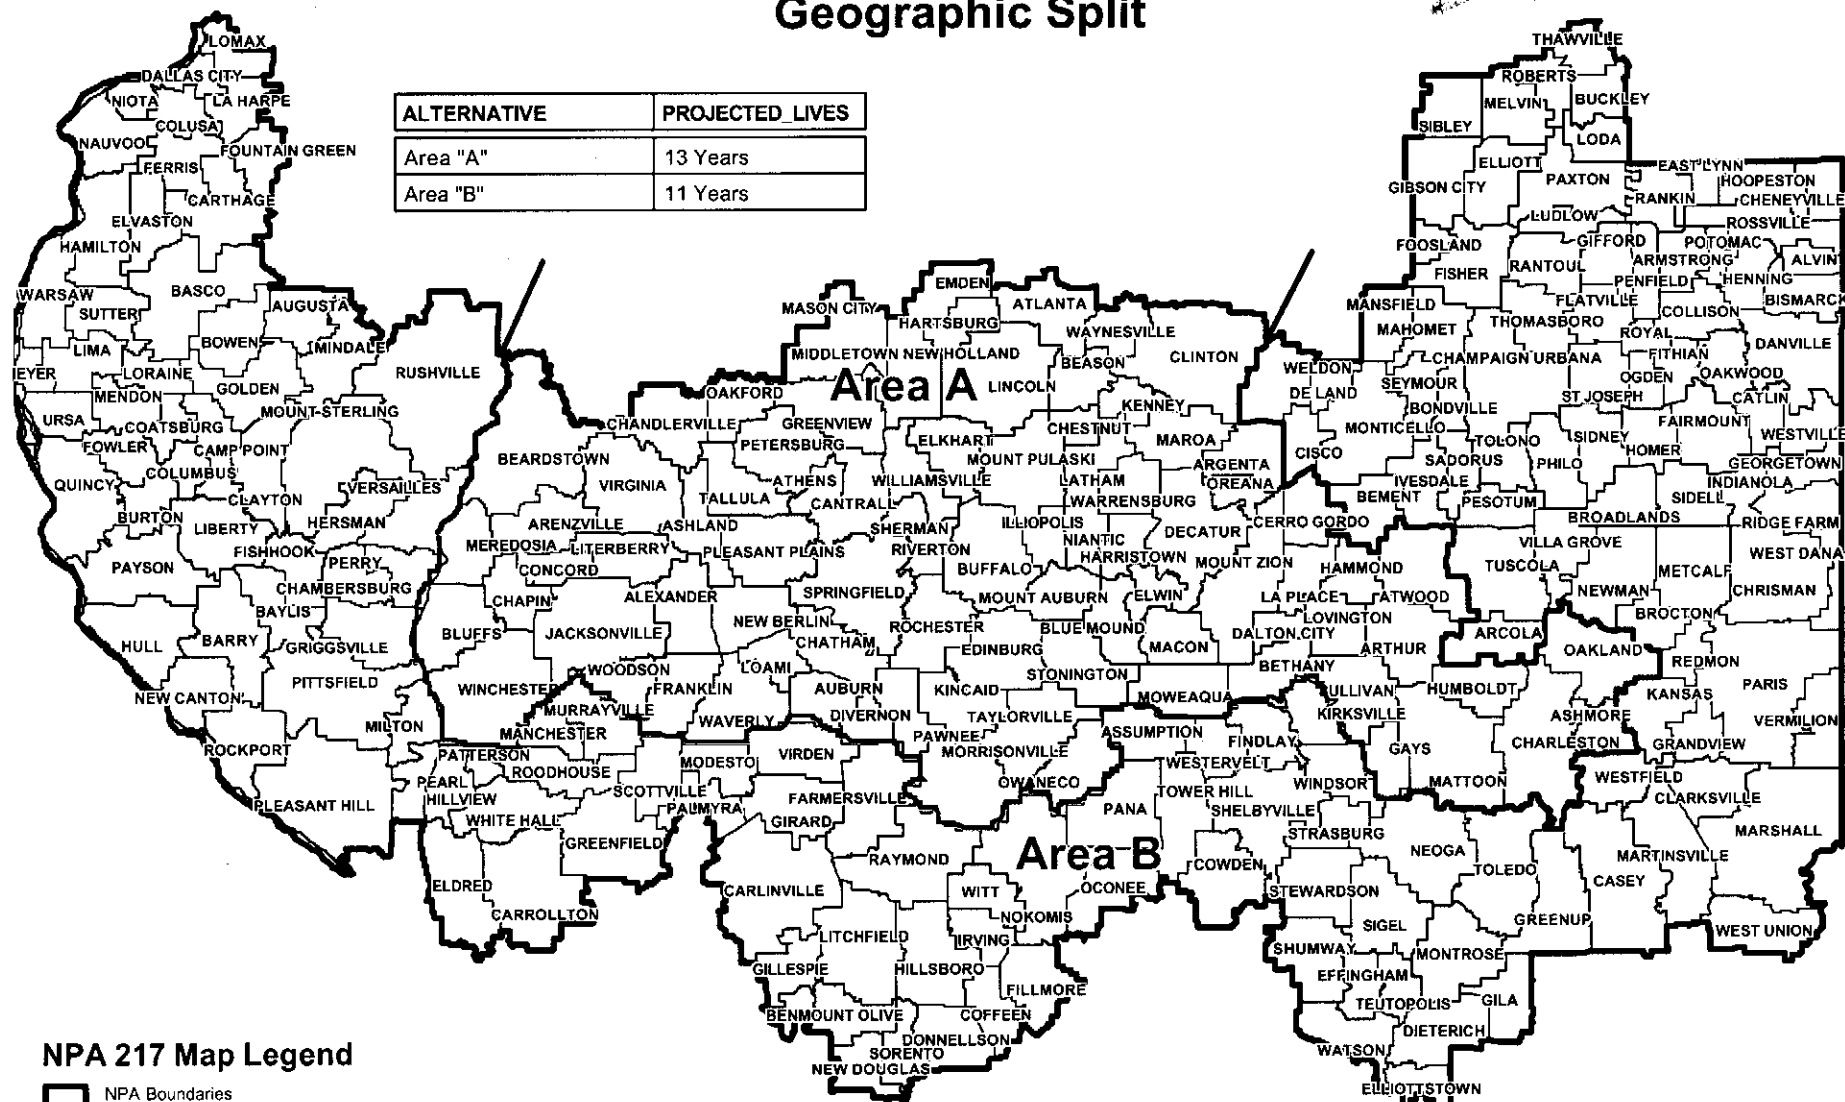 Geographic Split
ALTERNATIVE PROJECTED_LIVES
Area "A" 13 Years
Area "B" 11 Years
LOMAX
DALLAS CITY
NIOTA
LA HARPE
COLUSA
NAUVOO
FOUNTAIN GREEN
FERRIS
CARTHAGE
ELVASTON
HAMILTON
WARSAW
BASCO
SUTTER
AUGUSTA
BOWEN
MINDALE
LIMA
EYER
LORAINE
RUSHVILLE
MENDON
GOLDEN
MOUNT STERLING
URSA
COATSBURG
FOWLER
CAMP POINT
COLUMBUS
QUINCY
CLAYTON
VERSAILLES
BURTON
LIBERTY
HERSMAN
FISHHOOK
PERRY
PAYSON
CHAMBERSBURG
BAYLIS
HULL
BARRY
GRIGGSVILLE
PITTSFIELD
NEW CANTON
MILTON
ROCKPORT
PLEASANT HILL
PEARL
HILLVIEW
PATTERSON
ROODHOUSE
WHITE HALL
GREENFIELD
ELDRED
CARROLLTON
SCOTTVILLE
PALMYRA
MODESTO
MANCHESTER
MURRAYVILLE
Area A
EMDEN
MASON CITY
ATLANTA
HARTSBURG
WAYNESVILLE
MIDDLETOWN
NEW HOLLAND
BEASON
CLINTON
LINCOLN
OAKFORD
KENNEY
CHANDLERVILLE
GREENVIEW
CHESTNUT
PETERSBURG
ELKHART
MAROA
BEARDSTOWN
MOUNT PULASKI
ARGENTA
VIRGINIA
ATHENS
WILLIAMSVILLE
LATHAM
OREANA
TALLULA
CANTRALL
WARRENSBURG
ARENZVILLE
ASHLAND
SHERMAN
ILLIOPOLIS
DECATUR
CERRO GORDO
NIANTIC
MEREDOSIA
LITERBERRY
PLEASANT PLAINS
RIVERTON
HARRISTOWN
CONCORD
BUFFALO
MOUNT ZION
HAMMOND
CHAPIN
ALEXANDER
SPRINGFIELD
MOUNT AUBURN
ELWIN
LA PLACE
ATWOOD
NEW BERLIN
LOVINGTON
BLUFFS
JACKSONVILLE
CHATHAM
ROCHESTER
BLUE MOUND
DALTON CITY
EDINBURG
MACON
ARTHUR
WOODSON
LOAMI
BETHANY
STONINGTON
WINCHESTER
FRANKLIN
AUBURN
KINCAID
MOWEAQUA
ULLIVAN
HUMBOLDT
WAVERLY
DIVERNON
TAYLORVILLE
KIRKSVILLE
PAWNEE
ASSUMPTION
MORRISONVILLE
FINDLAY
GAYS
VIRDEN
WESTERVELT
OWANECO
WINDSOR
MATTOON
TOWER HILL
FARMERSVILLE
PANA
SHELBYVILLE
GIRARD
STRASBURG
Area B
RAYMOND
COWDEN
NEOGA
TOLEDO
CARLINVILLE
WITT
OCONEE
STEWARDSON
NOKOMIS
SIGEL
GREENUP
LITCHFIELD
IRVING
SHUMWAY
MONTROSE
GILLESPIE
HILLSBORO
EFFINGHAM
FILLMORE
TEUTOPOLIS
GILA
BEN MOUNT OLIVE
COFFEEN
DIETERICH
DONNELLSON
SORENTO
WATSON
NEW DOUGLAS
ELLIOTTSTOWN
THAWVILLE
ROBERTS
MELVIN
BUCKLEY
SIBLEY
LODA
ELLIOTT
EAST LYNN
HOOPESTON
GIBSON CITY
PAXTON
RANKIN
CHENEYVILLE
LUDLOW
ROSSVILLE
FOOSLAND
GIFFORD
POTOMAC
FISHER
RANTOUL
ARMSTRONG
ALVIN
PENFIELD
HENNING
MANSFIELD
FLATVILLE
BISMARCK
THOMASBORO
COLLISON
MAHOMET
ROYAL
DANVILLE
WELDON
CHAMPAIGN URBANA
FITHIAN
SEYMOUR
OGDEN
OAKWOOD
DE LAND
ST JOSEPH
CATLIN
BONDVILLE
FAIRMOUNT
MONTICELLO
TOLONO
SIDNEY
WESTVILLE
CISCO
SADORUS
PHILO
HOMER
GEORGETOWN
IVESDALE
INDIANOLA
BEMENT
PESOTUM
SIDELL
BROADLANDS
RIDGE FARM
VILLA GROVE
WEST DANA
TUSCOLA
METCALF
NEWMAN
CHRISMAN
BROCTON
ARCOLA
OAKLAND
REDMON
KANSAS
PARIS
ASHMORE
VERMILION
CHARLESTON
GRANDVIEW
WESTFIELD
CLARKSVILLE
MARSHALL
MARTINSVILLE
CASEY
WEST UNION
NPA 217 Map Legend
NPA Boundaries